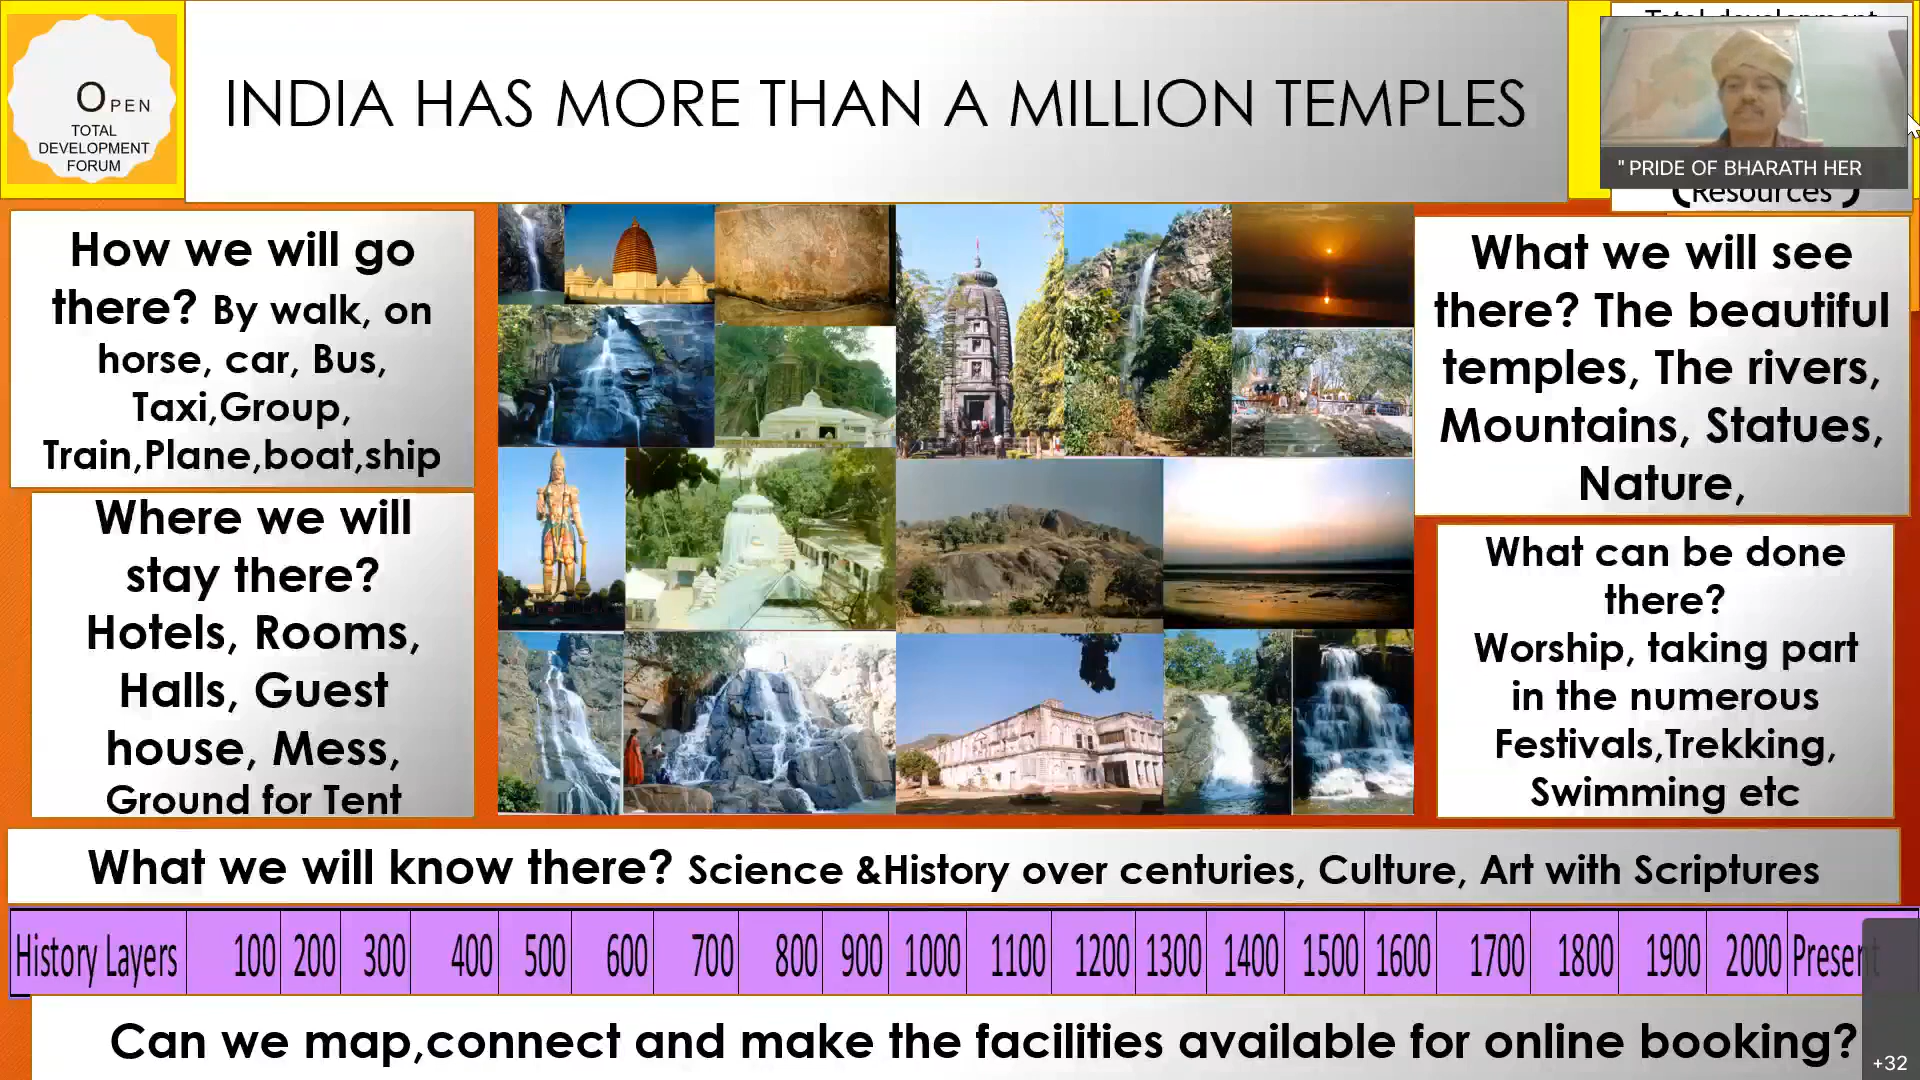 OPEN
TOTAL
DEVELOPMENT
FORUM
INDIA HAS MORE THAN A MILLION TEMPLES
Total development
" PRIDE OF BHARATH HER
(Resources )
How we will go
there? By walk, on
horse, car, Bus,
Taxi,Group,
Train,Plane,boat,ship
Where we will
stay there?
Hotels, Rooms,
Halls, Guest
house, Mess,
Ground for Tent
What we will see
there? The beautiful
temples, The rivers,
Mountains, Statues,
Nature,
What can be done
there?
Worship, taking part
in the numerous
Festivals,Trekking,
Swimming etc
What we will know there? Science &History over centuries, Culture, Art with Scriptures
History Layers 100 200 300 400 500 600 700 800 900 1000 1100 1200 1300 1400 1500 1600 1700 1800 1900 2000 Present
Can we map,connect and make the facilities available for online booking?
+32